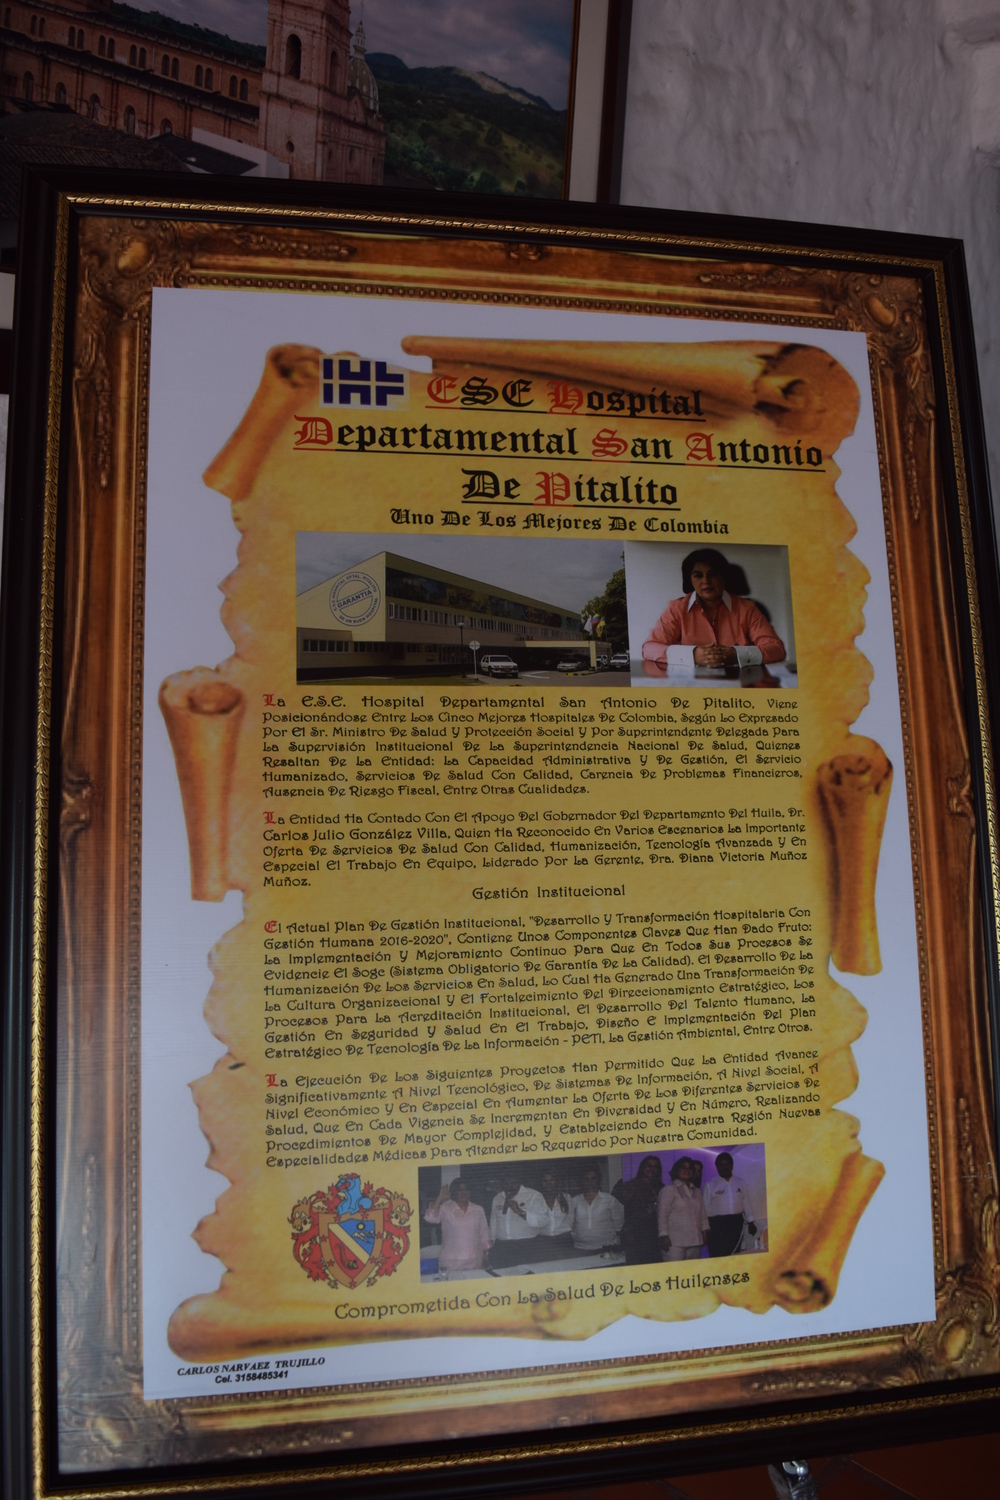 IHP
ESE Hospital
Departamental San Antonio
De Pitalito
Uno De Los Mejores De Colombia
GARANTIA
La E.S.E. Hospital Departamental San Antonio De Pitalito, Viene
Posicionándose Entre Los Cinco Mejores Hospitales De Colombia, Según Lo Expresado
Por El Sr. Ministro De Salud Y Protección Social Y Por Superintendente Delegada Para
La Supervisión Institucional De La Superintendencia Nacional De Salud, Quienes
Resaltan De La Entidad: La Capacidad Administrativa Y De Gestión, El Servicio
Humanizado, Servicios De Salud Con Calidad, Carencia De Problemas Financieros,
Ausencia De Riesgo Fiscal, Entre Otras Cualidades.
La Entidad Ha Contado Con El Apoyo Del Gobernador Del Departamento Del Huila, Dr.
Carlos Julio González Villa, Quien Ha Reconocido En Varios Escenarios La Importante
Oferta De Servicios De Salud Con Calidad, Humanización, Tecnología Avanzada Y En
Especial El Trabajo En Equipo, Liderado Por La Gerente, Dra. Diana Victoria Muñoz
Muñoz.
Gestión Institucional
El Actual Plan De Gestión Institucional, "Desarrollo Y Transformación Hospitalaria Con
Gestión Humana 2016-2020", Contiene Unos Componentes Claves Que Han Dado Fruto:
La Implementación Y Mejoramiento Continuo Para Que En Todos Sus Procesos Se
Evidencie El Sogc (Sistema Obligatorio De Garantía De La Calidad). El Desarrollo De La
Humanización De Los Servicios En Salud, Lo Cual Ha Generado Una Transformación De
La Cultura Organizacional Y El Fortalecimiento Del Direccionamiento Estratégico, Los
Procesos Para La Acreditación Institucional, El Desarrollo Del Talento Humano, La
Gestión En Seguridad Y Salud En El Trabajo, Diseño E Implementación Del Plan
Estratégico De Tecnología De La Información - PETI, La Gestión Ambiental, Entre Otros.
La Ejecución De Los Siguientes Proyectos Han Permitido Que La Entidad Avance
Significativamente A Nivel Tecnológico, De Sistemas De Información, A Nivel Social, A
Nivel Económico Y En Especial En Aumentar La Oferta De Los Diferentes Servicios De
Salud, Que En Cada Vigencia Se Incrementan En Diversidad Y En Número, Realizando
Procedimientos De Mayor Complejidad, Y Estableciendo En Nuestra Región Nuevas
Especialidades Médicas Para Atender Lo Requerido Por Nuestra Comunidad.
Comprometida Con La Salud De Los Huilenses
CARLOS NARVAEZ TRUJILLO
Cel. 3158485341